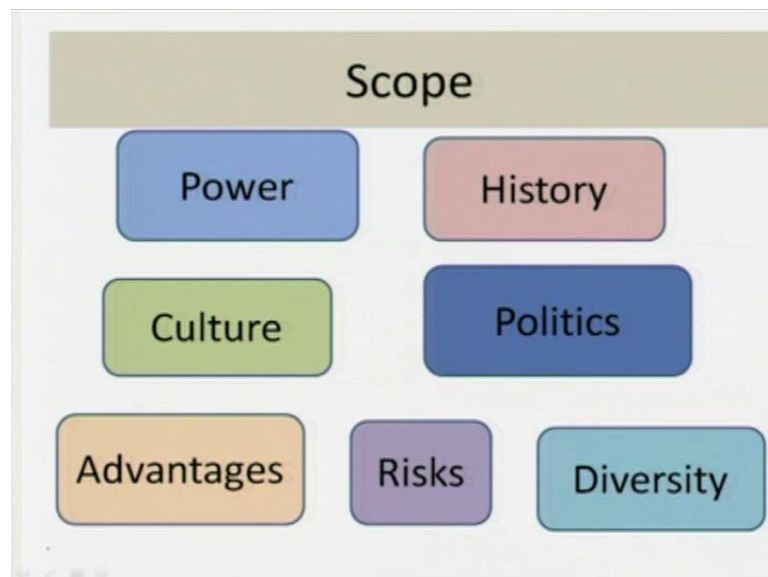 Scope
Power
History
Culture
Politics
Advantages
Risks
Diversity